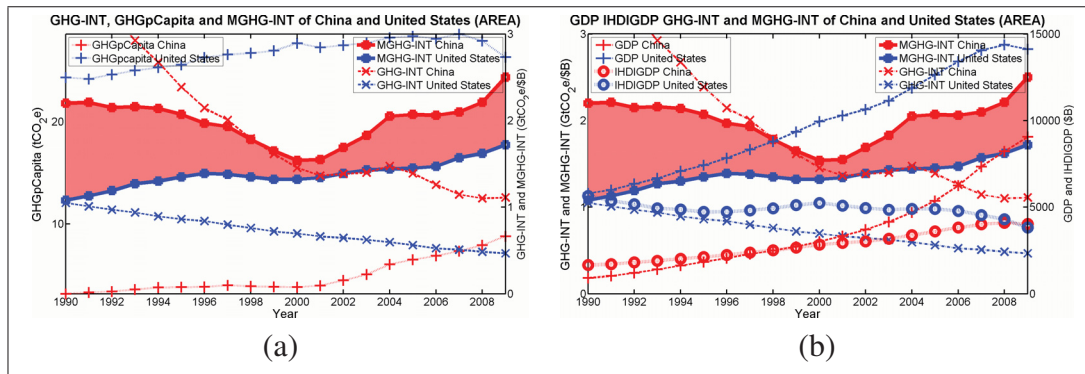 GHG-INT, GHGpCapita and MGHG-INT of China and United States (AREA)
GHGpCapita China
GHGpcapita United States
MGHG-INT China
MGHG-INT United States
GHG-INT China
GHG-INT United States
GHGpCapita (tCO2e)
20
10
3
2
1
0
GHG-INT and MGHG-INT (GtCO2e/$B)
1990 1992 1994 1996 1998 2000 2002 2004 2006 2008
Year
(a)
GDP IHDIGDP GHG-INT and MGHG-INT of China and United States (AREA)
GDP China
GDP United States
IHDIGDP China
IHDIGDP United States
MGHG-INT China
MGHG-INT United States
GHG-INT China
GHG-INT United States
GHG-INT and MGHG-INT (GtCO2e/$B)
3
2
1
15000
10000
5000
0
GDP and IHDIGDP ($B)
1990 1992 1994 1996 1998 2000 2002 2004 2006 2008
Year
(b)